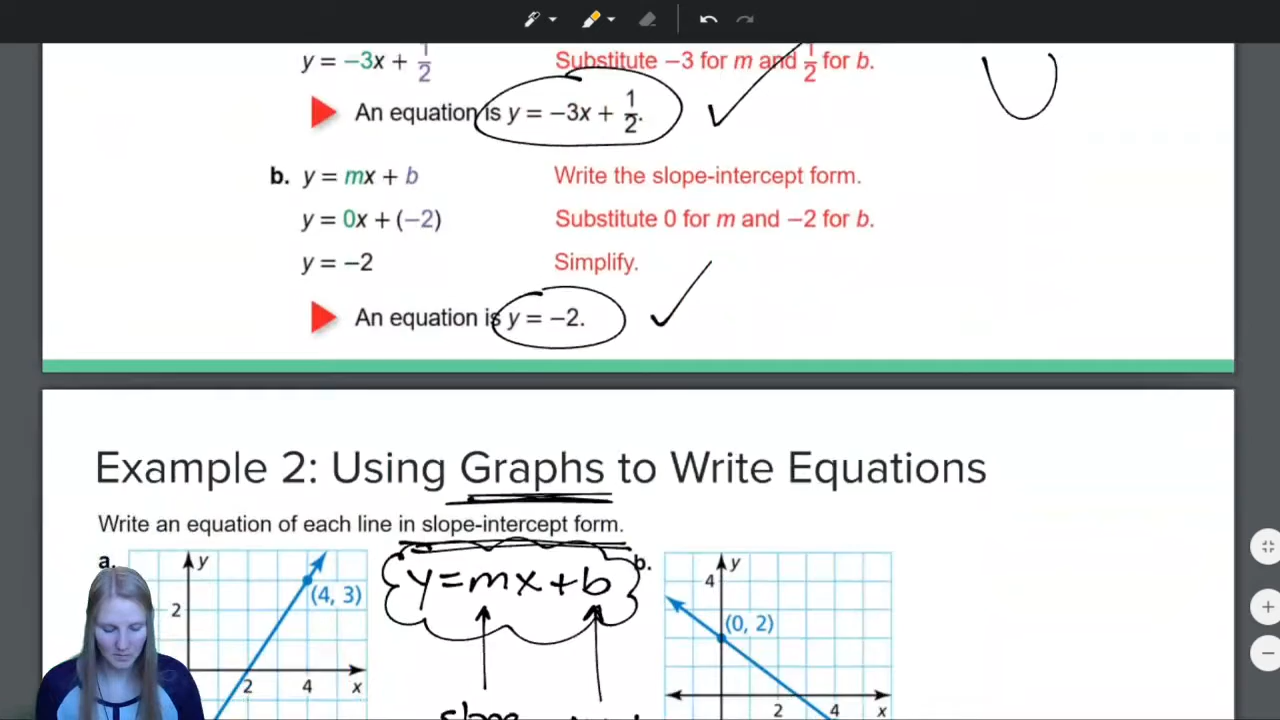 y = −3x + 1/2 Substitute −3 for m and 1/2 for b.
An equation is y = −3x + 1/2.
b. y = mx + b Write the slope-intercept form.
y = 0x + (−2) Substitute 0 for m and −2 for b.
y = −2 Simplify.
An equation is y = −2.
Example 2: Using Graphs to Write Equations
Write an equation of each line in slope-intercept form.
a.
y
(4, 3)
2
2 4 x
y=mx+b
slope
b.
y
4
(0, 2)
2 4 x